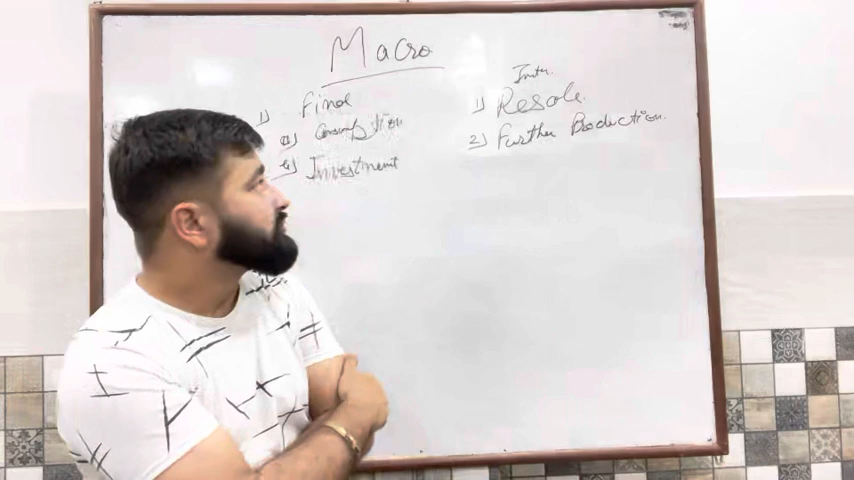 Macro
1) Final
a) Consumption
b) Investment
Inter.
1) Resale.
2) Further Production.